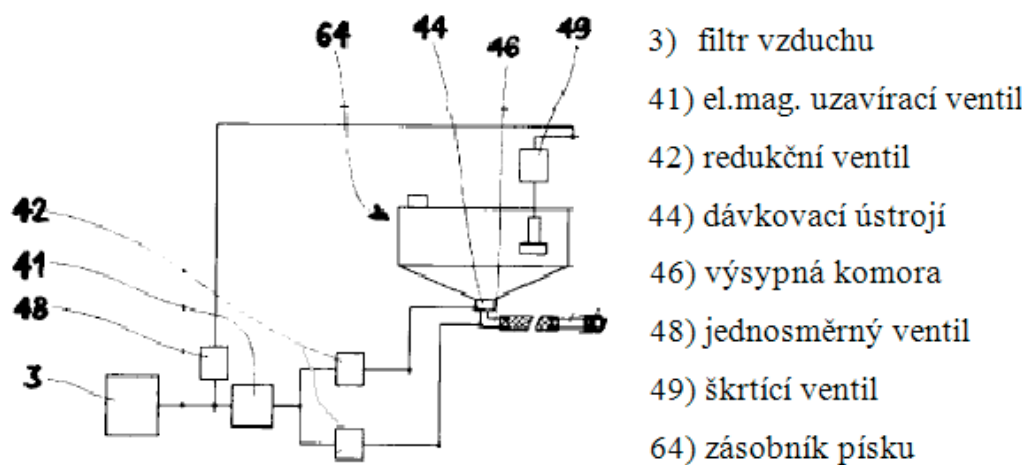 64
44
46
49
42
41
48
3
3) filtr vzduchu
41) el.mag. uzavírací ventil
42) redukční ventil
44) dávkovací ústrojí
46) výsypná komora
48) jednosměrný ventil
49) škrtící ventil
64) zásobník písku